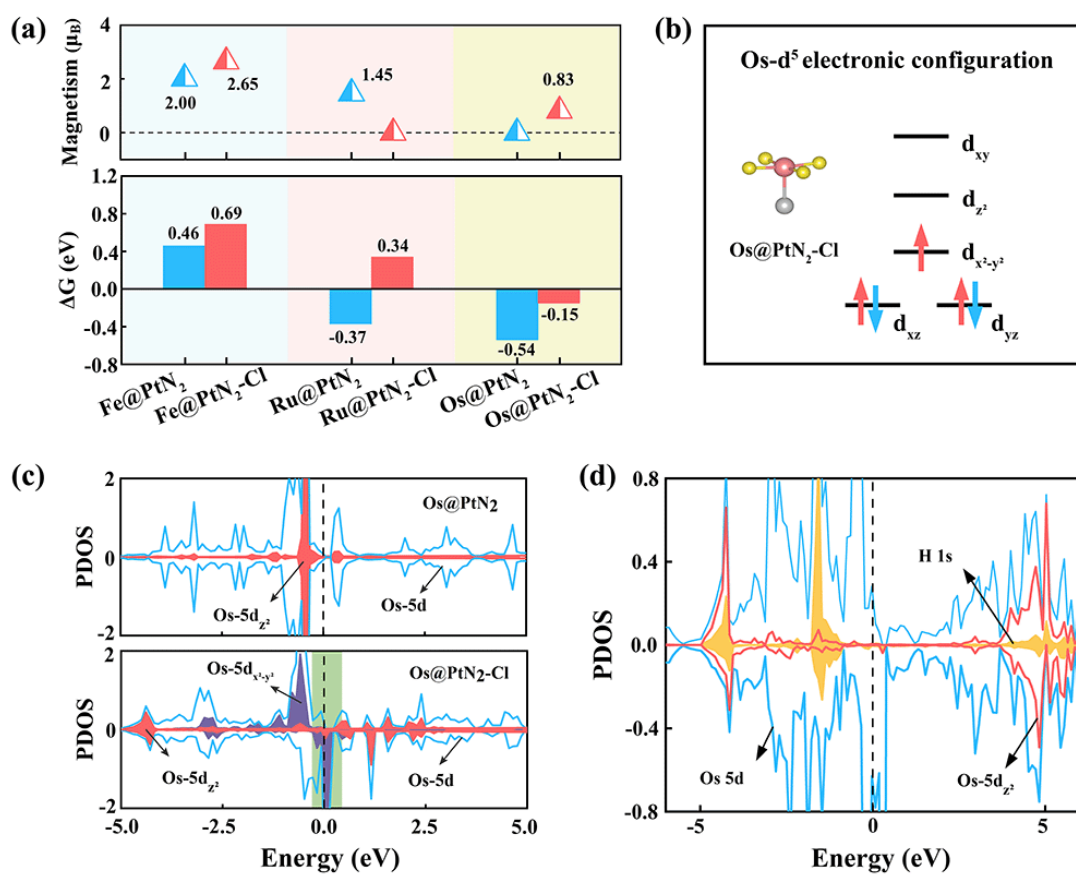 (a)
Magnetism (μB)
4
2
0
2.00
2.65
1.45
0.83
ΔG (eV)
1.2
0.8
0.4
0.0
-0.4
-0.8
0.46
0.69
-0.37
0.34
-0.54
-0.15
Fe@PtN2
Fe@PtN2-Cl
Ru@PtN2
Ru@PtN2-Cl
Os@PtN2
Os@PtN2-Cl
(b)
Os-d⁵ electronic configuration
dxy
dz²
Os@PtN2-Cl
dx²-y²
dxz
dyz
(c)
PDOS
2
0
-2
Os@PtN2
Os-5dz²
Os-5d
PDOS
2
0
-2
Os-5dx²-y²
Os@PtN2-Cl
Os-5dz²
Os-5d
-5.0
-2.5
0.0
2.5
5.0
Energy (eV)
(d)
PDOS
0.8
0.4
0.0
-0.4
-0.8
H 1s
Os 5d
Os-5dz²
-5
0
5
Energy (eV)